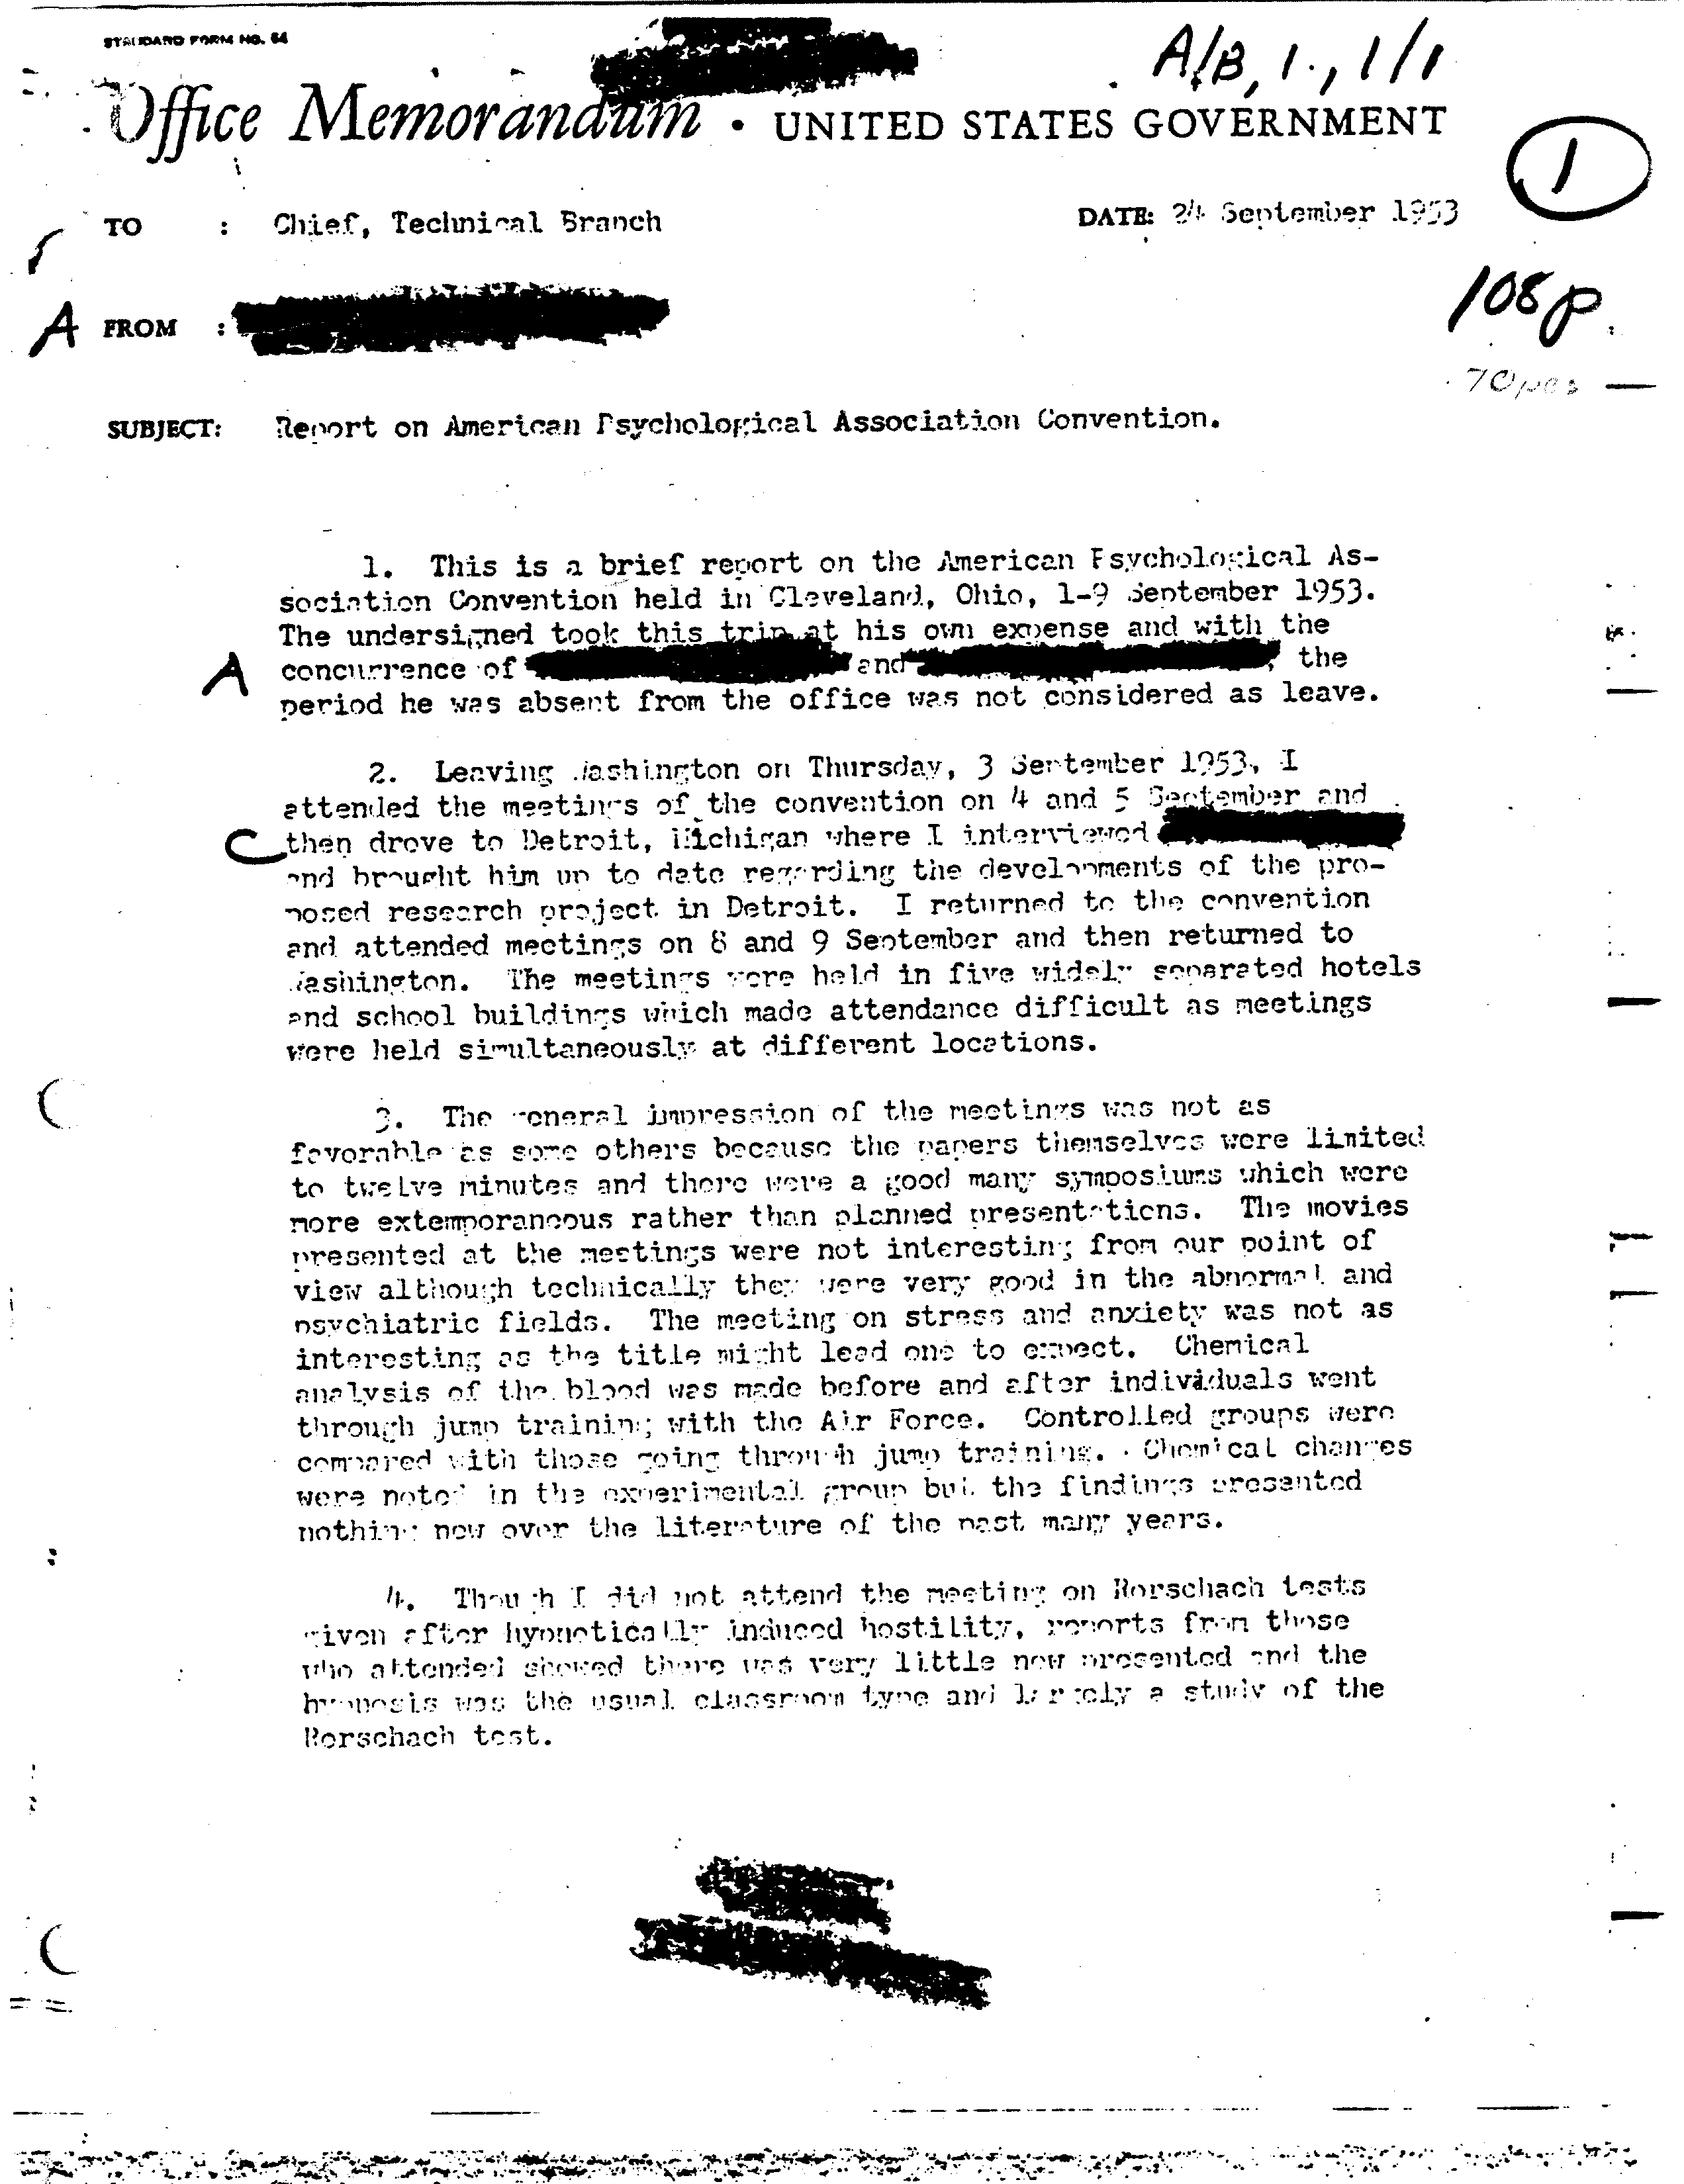 STANDARD FORM NO. 64
A/B, 1., 1/1
Office Memorandum • UNITED STATES GOVERNMENT
1
TO : Chief, Technical Branch
DATE: 24 September 1953
A FROM :
108 p.
SUBJECT: Report on American Psychological Association Convention.
1. This is a brief report on the American Psychological As-
sociation Convention held in Cleveland, Ohio, 1-9 September 1953.
The undersigned took this trip at his own expense and with the
A concurrence of and , the
period he was absent from the office was not considered as leave.
2. Leaving Washington on Thursday, 3 September 1953, I
attended the meetings of the convention on 4 and 5 September and
C then drove to Detroit, Michigan where I interviewed
and brought him up to date regarding the developments of the pro-
posed research project in Detroit. I returned to the convention
and attended meetings on 8 and 9 September and then returned to
Washington. The meetings were held in five widely separated hotels
and school buildings which made attendance difficult as meetings
were held simultaneously at different locations.
3. The general impression of the meetings was not as
favorable as some others because the papers themselves were limited
to twelve minutes and there were a good many symposiums which were
more extemporaneous rather than planned presentations. The movies
presented at the meetings were not interesting from our point of
view although technically they were very good in the abnormal and
psychiatric fields. The meeting on stress and anxiety was not as
interesting as the title might lead one to expect. Chemical
analysis of the blood was made before and after individuals went
through jump training with the Air Force. Controlled groups were
compared with those going through jump training. Chemical changes
were noted in the experimental group but the findings presented
nothing new over the literature of the past many years.
4. Though I did not attend the meeting on Rorschach tests
given after hypnotically induced hostility, reports from those
who attended showed there was very little new presented and the
hypnosis was the usual classroom type and largely a study of the
Rorschach test.